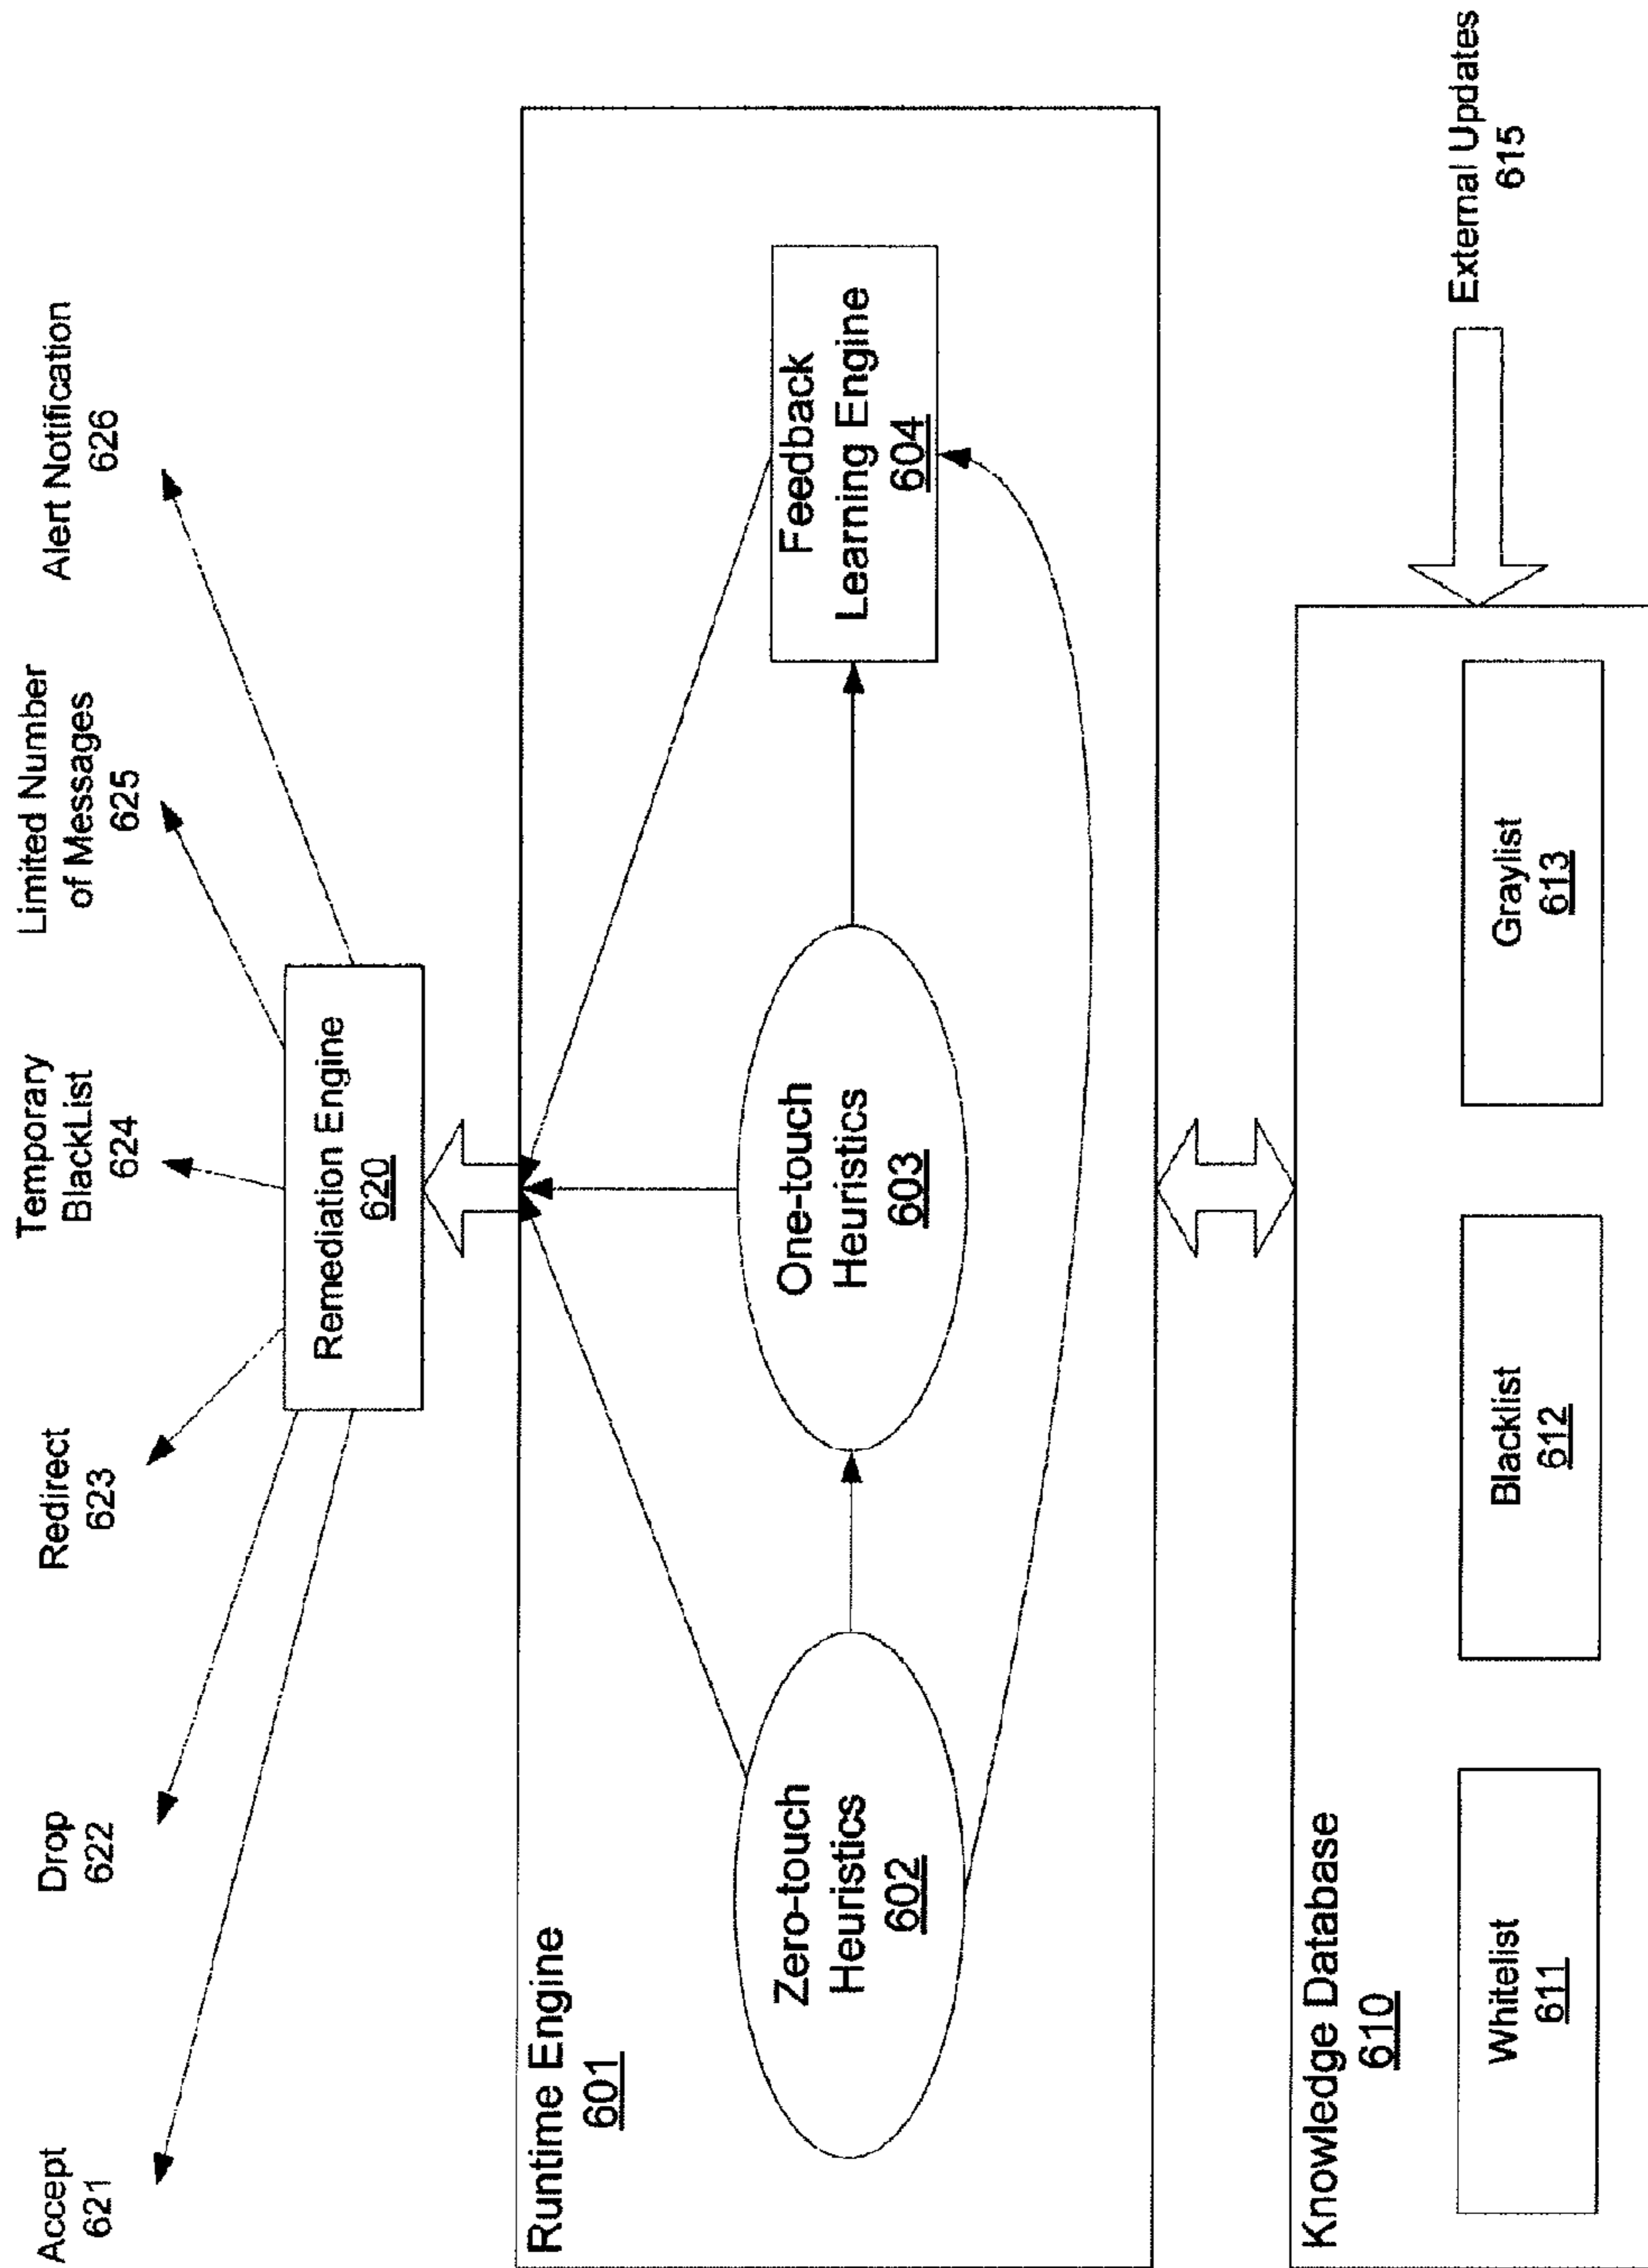 Accept
621
Drop
622
Redirect
623
Temporary
BlackList
624
Limited Number
of Messages
625
Alert Notification
626
Remediation Engine
620
Runtime Engine
601
Zero-touch
Heuristics
602
One-touch
Heuristics
603
Feedback
Learning Engine
604
Knowledge Database
610
Whitelist
611
Blacklist
612
Graylist
613
External Updates
615